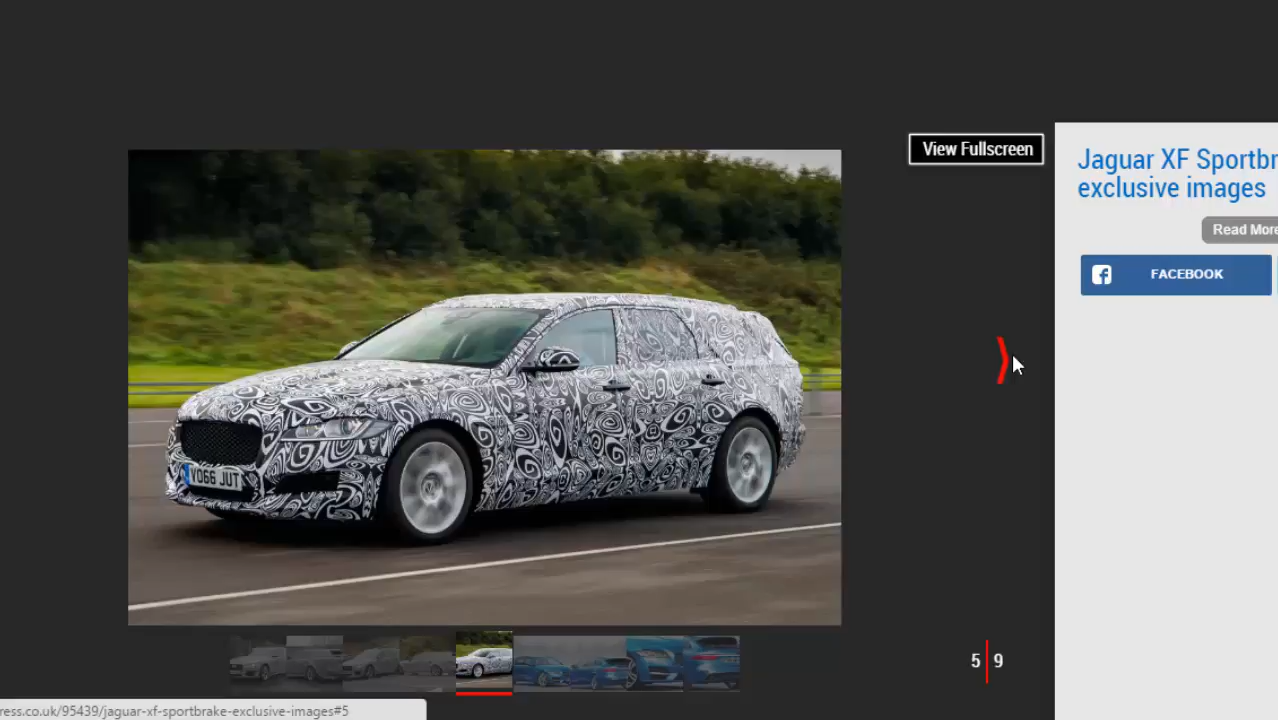 View Fullscreen
Jaguar XF Sportbr
exclusive images
Read More
FACEBOOK
VO66 JUT
5 9
ress.co.uk/95439/jaguar-xf-sportbrake-exclusive-images#5